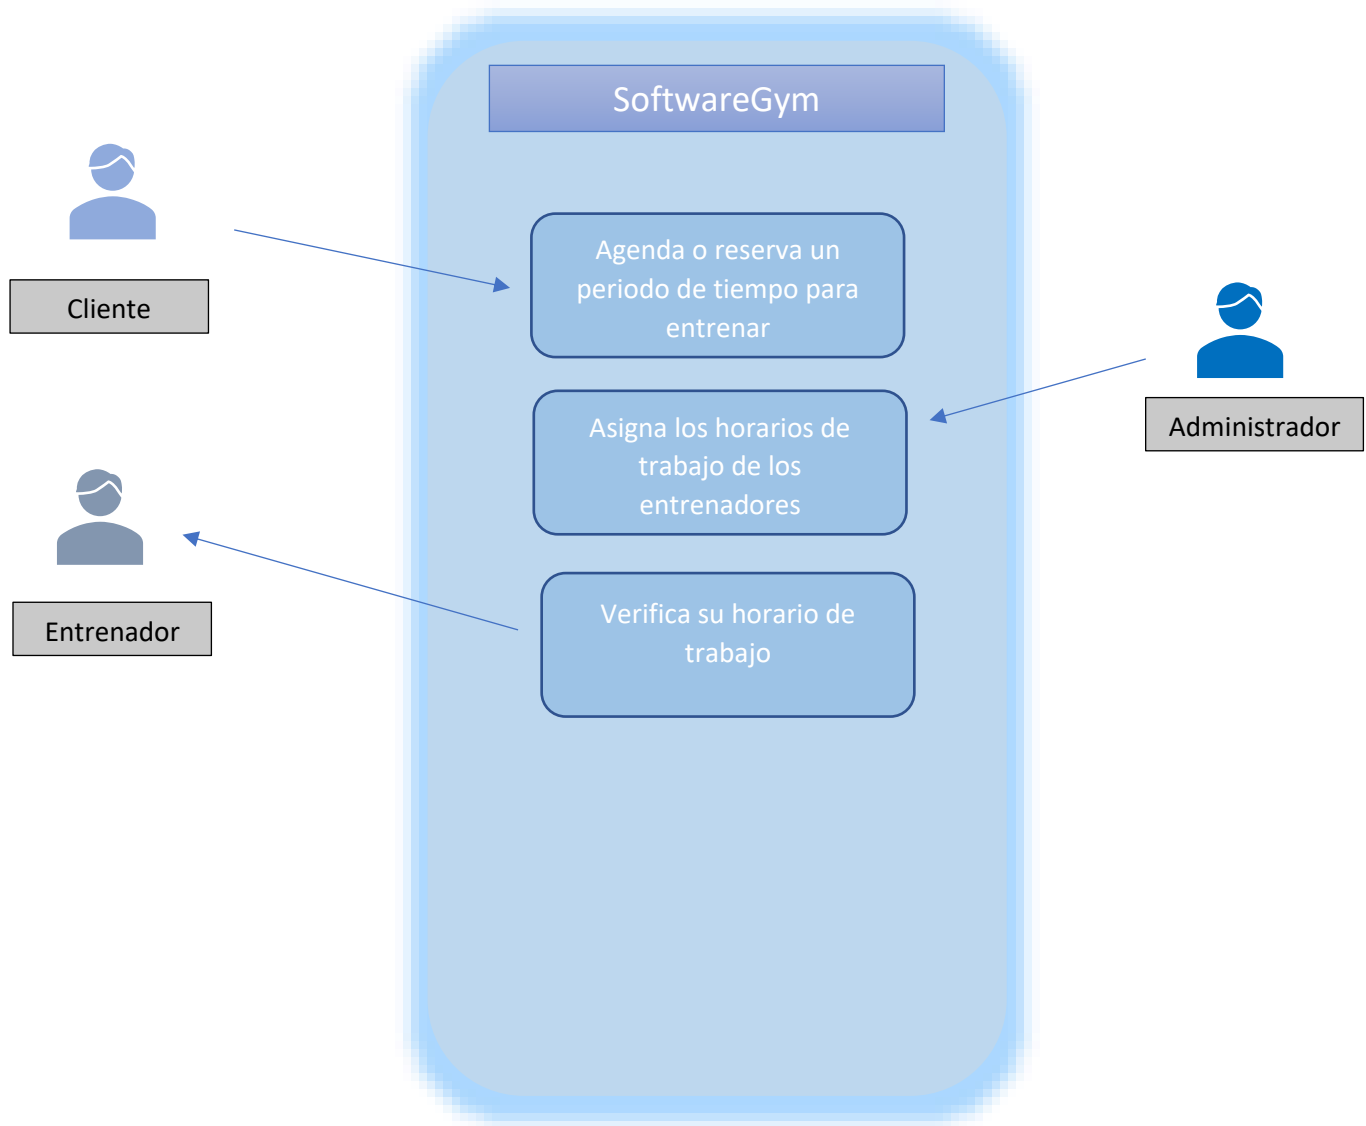 SoftwareGym
Cliente
Agenda o reserva un
periodo de tiempo para
entrenar
Administrador
Asigna los horarios de
trabajo de los
entrenadores
Entrenador
Verifica su horario de
trabajo